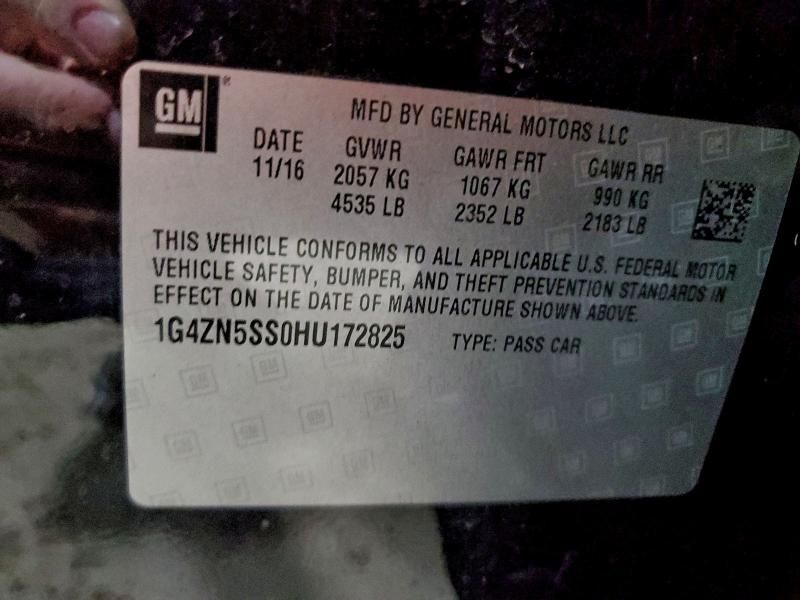 GM ®
MFD BY GENERAL MOTORS LLC
DATE GVWR GAWR FRT GAWR RR
11/16 2057 KG 1067 KG 990 KG
4535 LB 2352 LB 2183 LB
THIS VEHICLE CONFORMS TO ALL APPLICABLE U.S. FEDERAL MOTOR
VEHICLE SAFETY, BUMPER, AND THEFT PREVENTION STANDARDS IN
EFFECT ON THE DATE OF MANUFACTURE SHOWN ABOVE.
1G4ZN5SS0HU172825 TYPE: PASS CAR